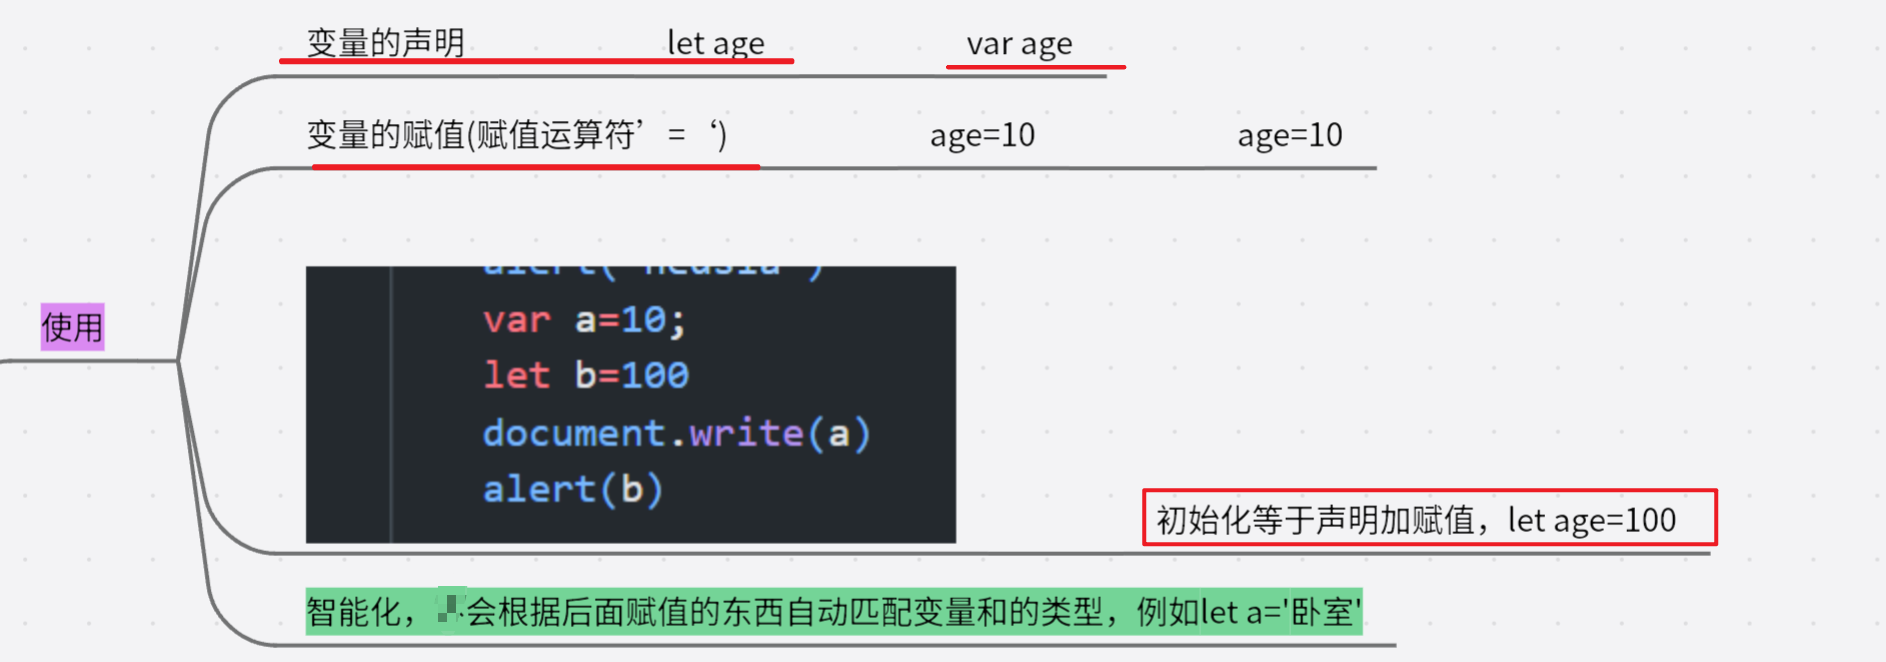 变量的声明 let age var age
变量的赋值(赋值运算符’ = ‘) age=10 age=10
var a=10;
let b=100
document.write(a)
alert(b)
使用
初始化等于声明加赋值，let age=100
智能化， 会根据后面赋值的东西自动匹配变量和的类型，例如let a='卧室'